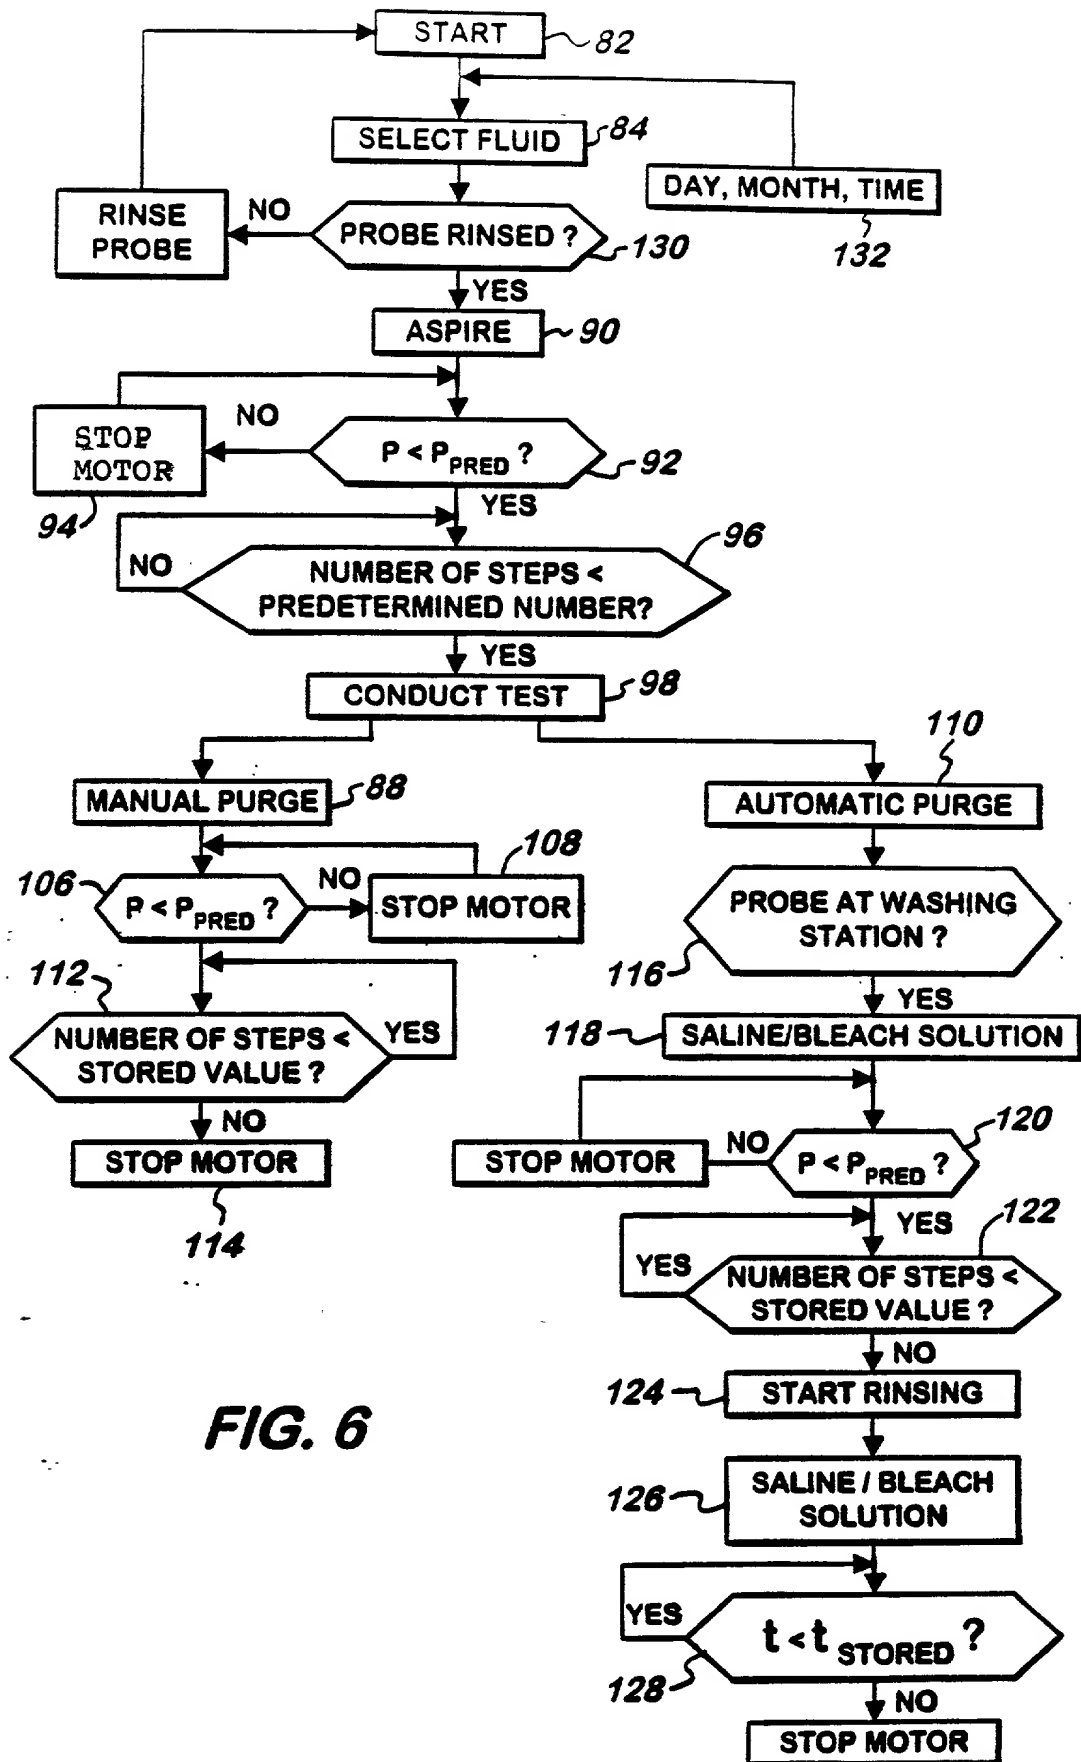 START
82
SELECT FLUID
84
DAY, MONTH, TIME
132
RINSE
PROBE
NO
PROBE RINSED ?
130
YES
ASPIRE
90
STOP
MOTOR
94
NO
P < P PRED ?
92
YES
NO
NUMBER OF STEPS <
PREDETERMINED NUMBER?
96
YES
CONDUCT TEST
98
MANUAL PURGE
88
106
P < P PRED ?
NO
108
STOP MOTOR
112
NUMBER OF STEPS <
STORED VALUE ?
YES
NO
STOP MOTOR
114
110
AUTOMATIC PURGE
PROBE AT WASHING
STATION ?
116
YES
118
SALINE/BLEACH SOLUTION
STOP MOTOR
NO
P < P PRED ?
120
YES
122
YES
NUMBER OF STEPS <
STORED VALUE ?
NO
124
START RINSING
126
SALINE / BLEACH
SOLUTION
YES
t < t STORED ?
128
NO
STOP MOTOR
FIG. 6